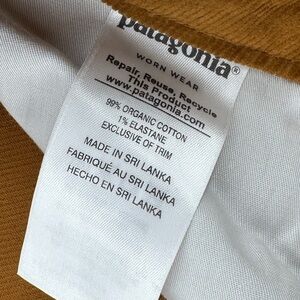 patagonia®
WORN WEAR
Repair, Reuse, Recycle
This Product
www.patagonia.com
99% ORGANIC COTTON
1% ELASTANE
EXCLUSIVE OF TRIM
MADE IN SRI LANKA
FABRIQUÉ AU SRI LANKA
HECHO EN SRI LANKA